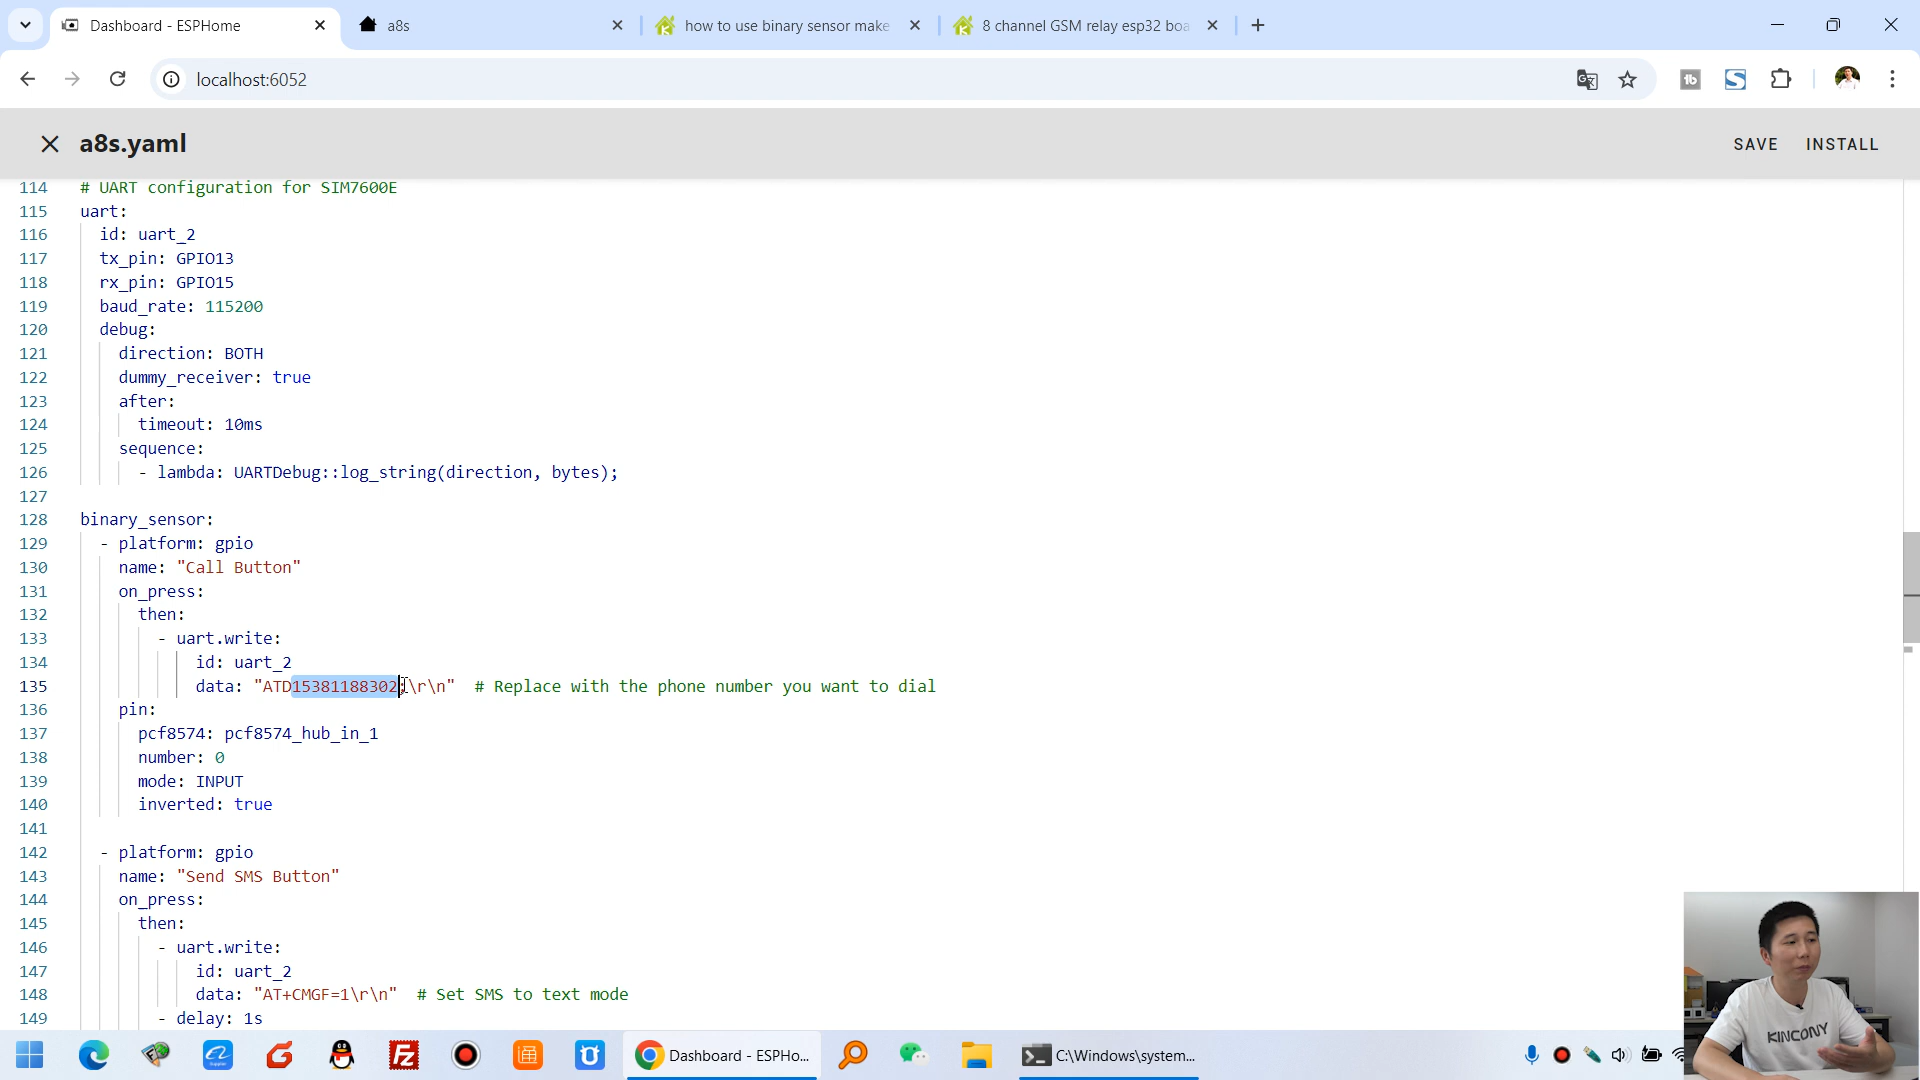 Dashboard - ESPHome
a8s
how to use binary sensor make
8 channel GSM relay esp32 boa
localhost:6052
a8s.yaml
SAVE INSTALL
114 # UART configuration for SIM7600E
115 uart:
116 id: uart_2
117 tx_pin: GPIO13
118 rx_pin: GPIO15
119 baud_rate: 115200
120 debug:
121 direction: BOTH
122 dummy_receiver: true
123 after:
124 timeout: 10ms
125 sequence:
126 - lambda: UARTDebug::log_string(direction, bytes);
127
128 binary_sensor:
129 - platform: gpio
130 name: "Call Button"
131 on_press:
132 then:
133 - uart.write:
134 id: uart_2
135 data: "ATD15381188302;\r\n" # Replace with the phone number you want to dial
136 pin:
137 pcf8574: pcf8574_hub_in_1
138 number: 0
139 mode: INPUT
140 inverted: true
141
142 - platform: gpio
143 name: "Send SMS Button"
144 on_press:
145 then:
146 - uart.write:
147 id: uart_2
148 data: "AT+CMGF=1\r\n" # Set SMS to text mode
149 - delay: 1s
KINCONY
Dashboard - ESPHo...
C:\Windows\system...